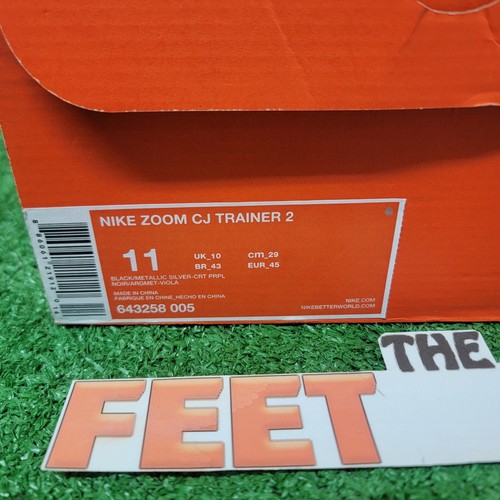 NIKE ZOOM CJ TRAINER 2
11
UK_10 cm_29
BR_43 EUR_45
BLACK/METALLIC SILVER-CRT PRPL
NOIR/ARGMET-VIOLA
MADE IN CHINA
FABRIQUE EN CHINE_HECHO EN CHINA
643258 005
NIKE.COM
NIKEBETTERWORLD.COM
THE
FEET